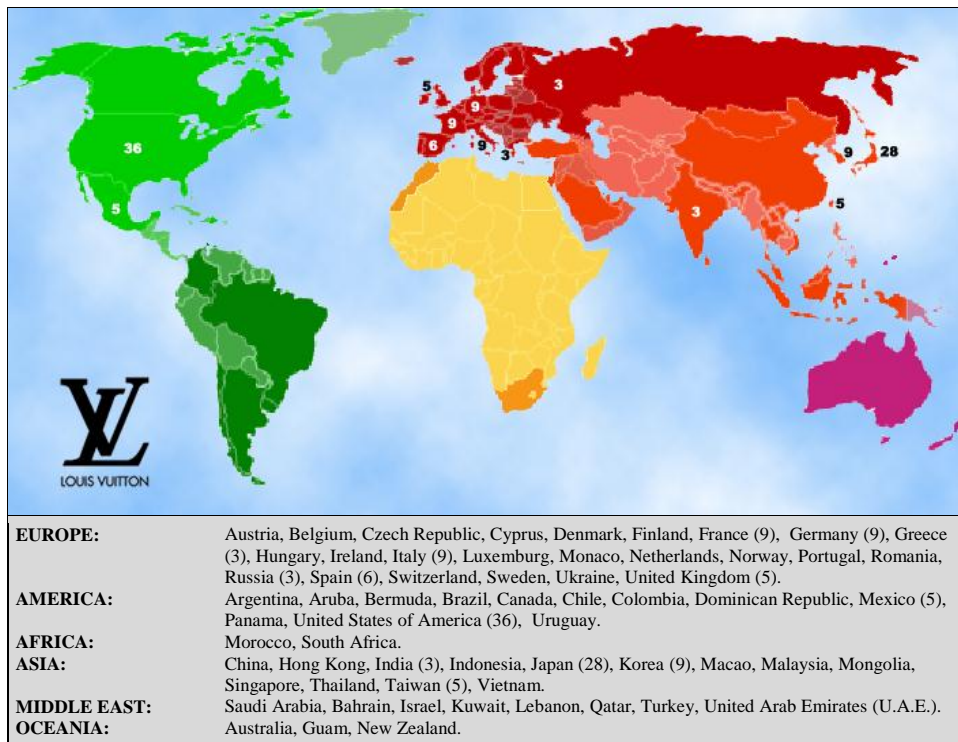 5
3
9
9
36
6
9
3
9
28
5
3
5
4
LV
LOUIS VUITTON
EUROPE: Austria, Belgium, Czech Republic, Cyprus, Denmark, Finland, France (9), Germany (9), Greece
(3), Hungary, Ireland, Italy (9), Luxemburg, Monaco, Netherlands, Norway, Portugal, Romania,
Russia (3), Spain (6), Switzerland, Sweden, Ukraine, United Kingdom (5).
AMERICA: Argentina, Aruba, Bermuda, Brazil, Canada, Chile, Colombia, Dominican Republic, Mexico (5),
Panama, United States of America (36), Uruguay.
AFRICA: Morocco, South Africa.
ASIA: China, Hong Kong, India (3), Indonesia, Japan (28), Korea (9), Macao, Malaysia, Mongolia,
Singapore, Thailand, Taiwan (5), Vietnam.
MIDDLE EAST: Saudi Arabia, Bahrain, Israel, Kuwait, Lebanon, Qatar, Turkey, United Arab Emirates (U.A.E.).
OCEANIA: Australia, Guam, New Zealand.